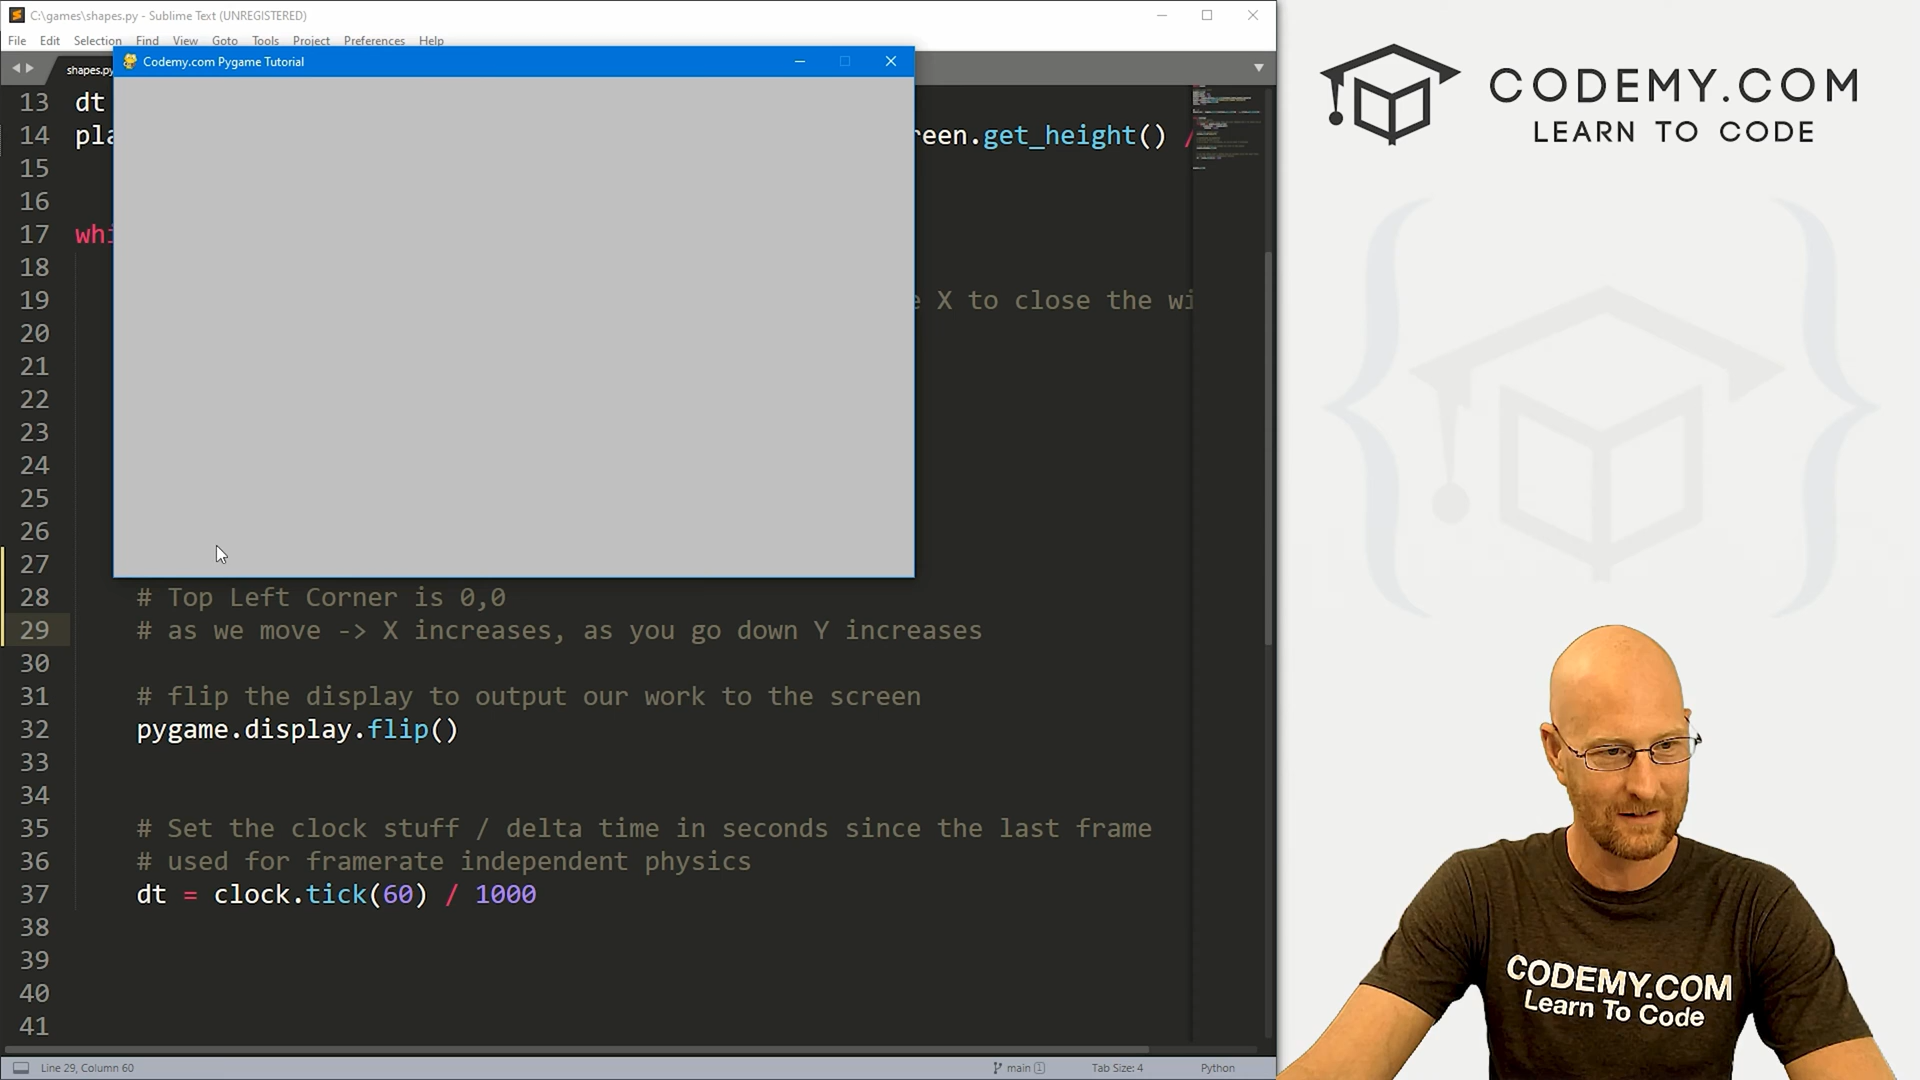 C:\games\shapes.py - Sublime Text (UNREGISTERED)
File Edit Selection Find View Goto Tools Project Preferences Help
shapes.py
Codemy.com Pygame Tutorial
13 dt
14 pla reen.get_height() /
15
16
17 whi
18
19 e X to close the wi
20
21
22
23
24
25
26
27
28 # Top Left Corner is 0,0
29 # as we move -> X increases, as you go down Y increases
30
31 # flip the display to output our work to the screen
32 pygame.display.flip()
33
34
35 # Set the clock stuff / delta time in seconds since the last frame
36 # used for framerate independent physics
37 dt = clock.tick(60) / 1000
38
39
40
41
Line 29, Column 60 main 1 Tab Size: 4 Python
CODEMY.COM
LEARN TO CODE
CODEMY.COM
Learn To Code